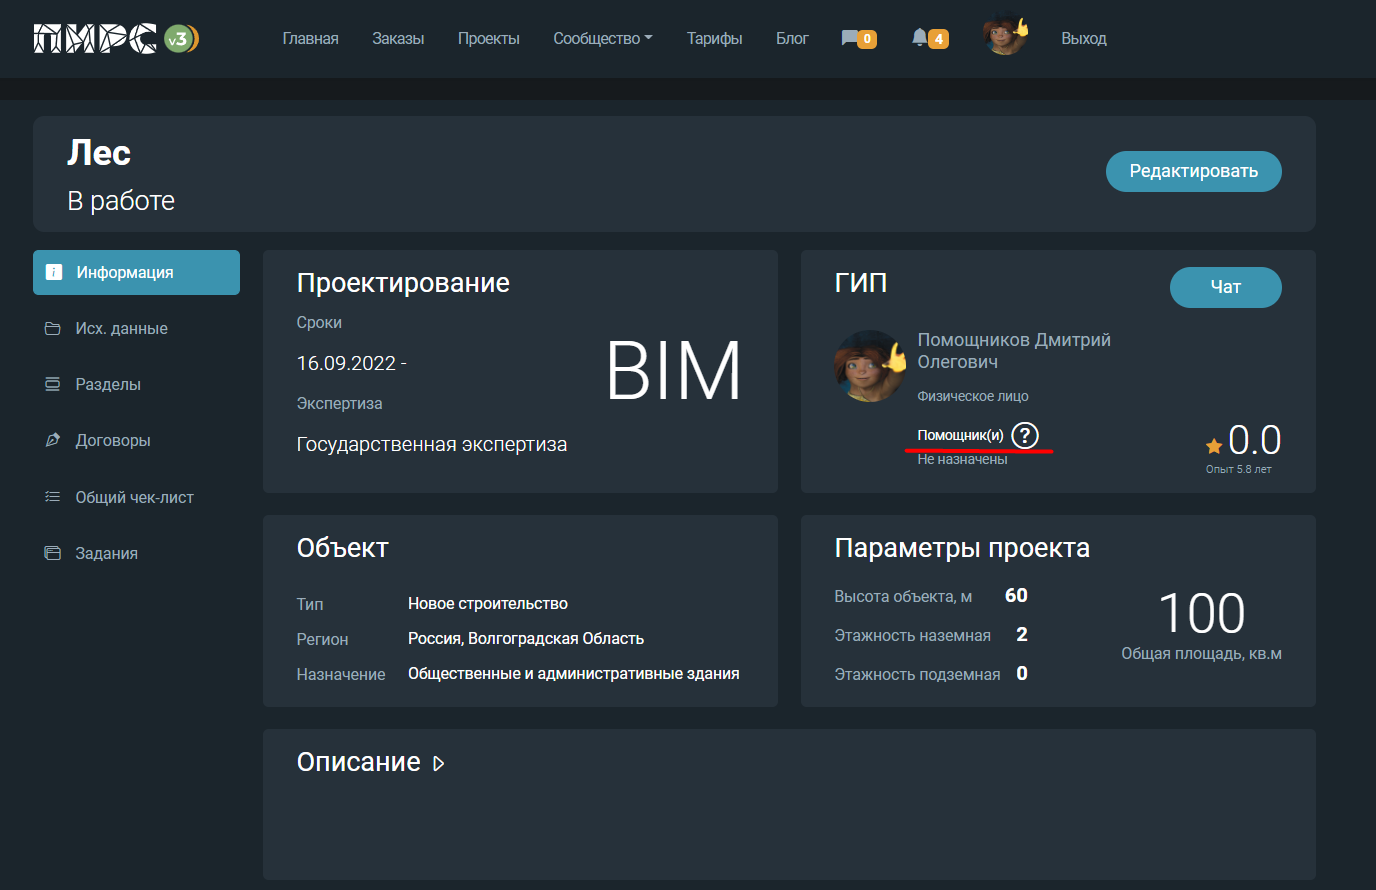 ПИРС v3
Главная Заказы Проекты Сообщество Тарифы Блог 0 4 Выход
Лес
В работе
Редактировать
Информация
Исх. данные
Разделы
Договоры
Общий чек-лист
Задания
Проектирование
Сроки
16.09.2022 -
Экспертиза
Государственная экспертиза
BIM
ГИП
Чат
Помощников Дмитрий
Олегович
Физическое лицо
Помощник(и) ?
Не назначены
0.0
Опыт 5.8 лет
Объект
Тип Новое строительство
Регион Россия, Волгоградская Область
Назначение Общественные и административные здания
Параметры проекта
Высота объекта, м 60
Этажность наземная 2
Этажность подземная 0
100
Общая площадь, кв.м
Описание